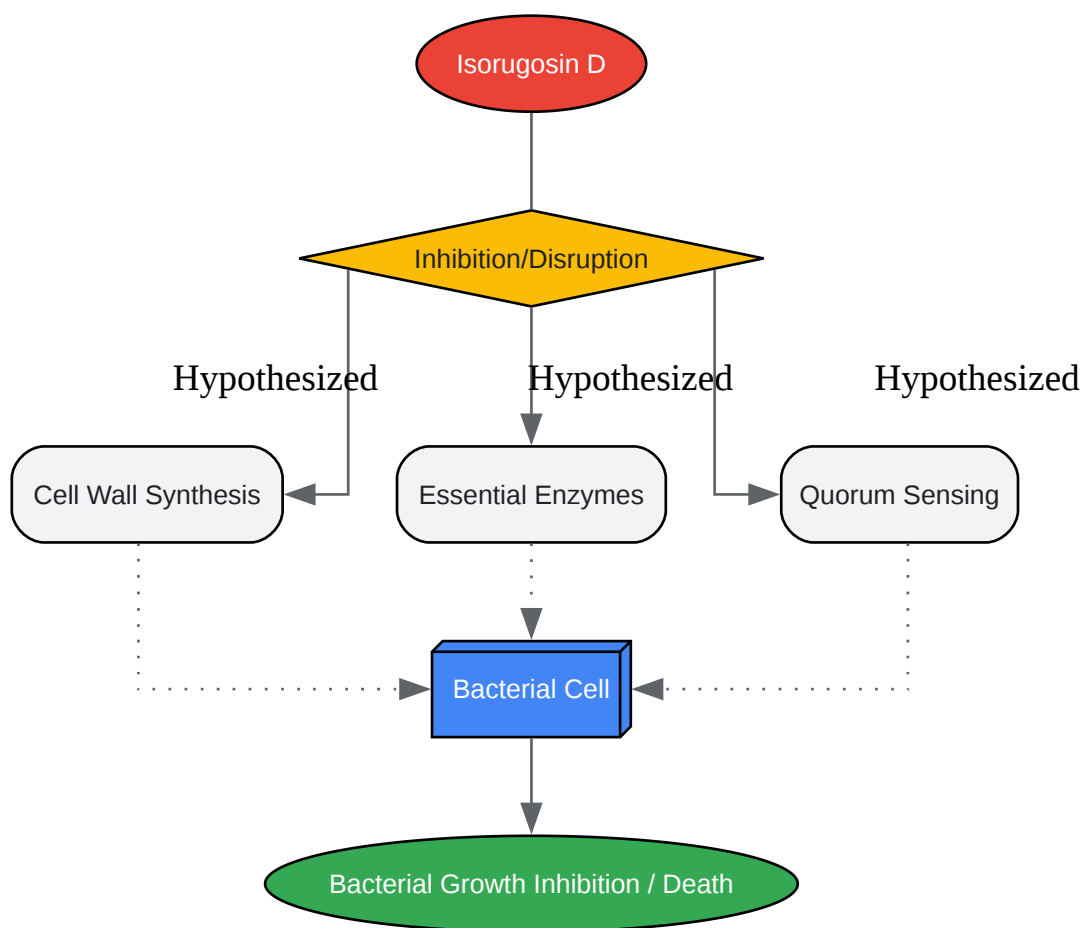 Isorugosin D
Inhibition/Disruption
Hypothesized
Hypothesized
Hypothesized
Cell Wall Synthesis
Essential Enzymes
Quorum Sensing
Bacterial Cell
Bacterial Growth Inhibition / Death